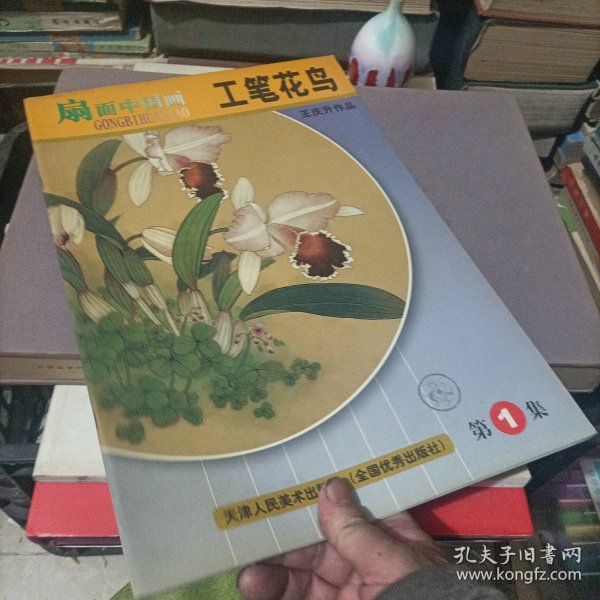 扇面中国画
GONGBIHUANIAO
工笔花鸟
王庆升作品
第1集
天津人民美术出版社(全国优秀出版社)
孔夫子旧书网
www.kongfz.com